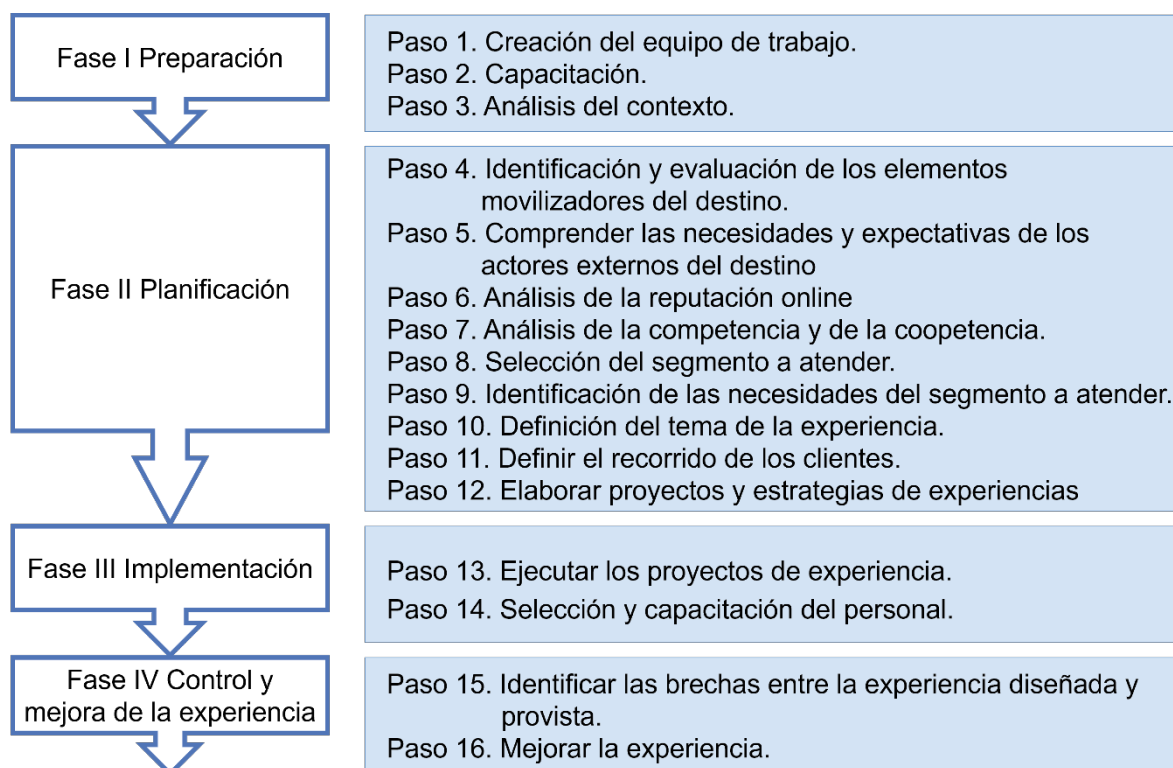 Fase I Preparación
Paso 1. Creación del equipo de trabajo.
Paso 2. Capacitación.
Paso 3. Análisis del contexto.
Fase II Planificación
Paso 4. Identificación y evaluación de los elementos
movilizadores del destino.
Paso 5. Comprender las necesidades y expectativas de los
actores externos del destino
Paso 6. Análisis de la reputación online
Paso 7. Análisis de la competencia y de la coopetencia.
Paso 8. Selección del segmento a atender.
Paso 9. Identificación de las necesidades del segmento a atender.
Paso 10. Definición del tema de la experiencia.
Paso 11. Definir el recorrido de los clientes.
Paso 12. Elaborar proyectos y estrategias de experiencias
Fase III Implementación
Paso 13. Ejecutar los proyectos de experiencia.
Paso 14. Selección y capacitación del personal.
Fase IV Control y
mejora de la experiencia
Paso 15. Identificar las brechas entre la experiencia diseñada y
provista.
Paso 16. Mejorar la experiencia.